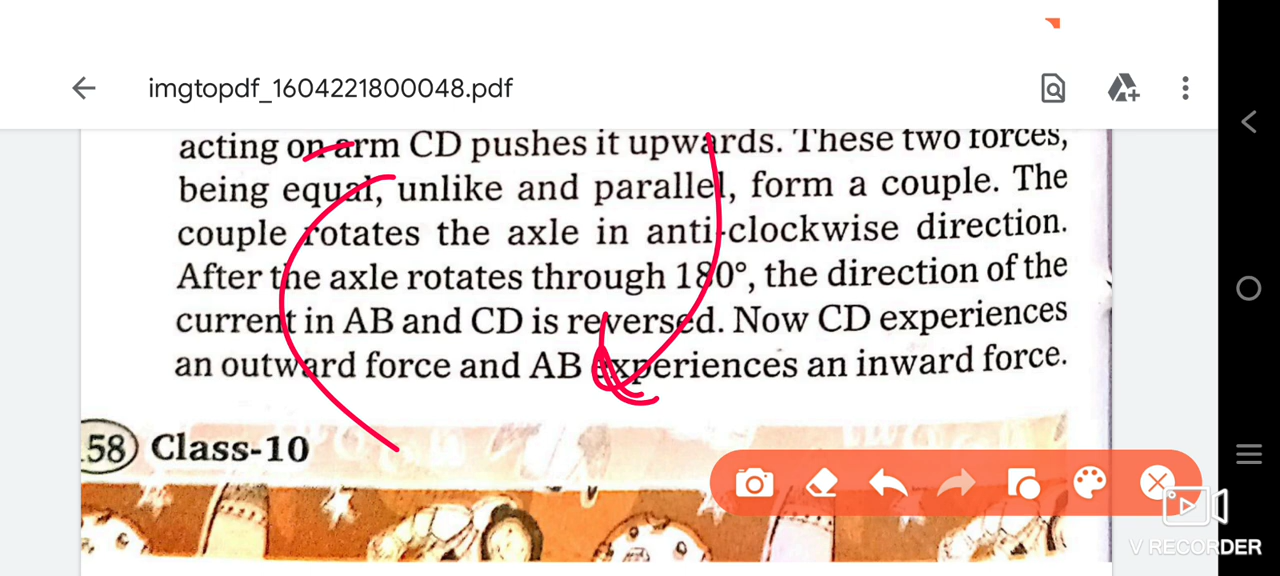 imgtopdf_1604221800048.pdf
acting on arm CD pushes it upwards. These two forces,
being equal, unlike and parallel, form a couple. The
couple rotates the axle in anti-clockwise direction.
After the axle rotates through 180°, the direction of the
current in AB and CD is reversed. Now CD experiences
an outward force and AB experiences an inward force.
58 Class-10
V RECORDER